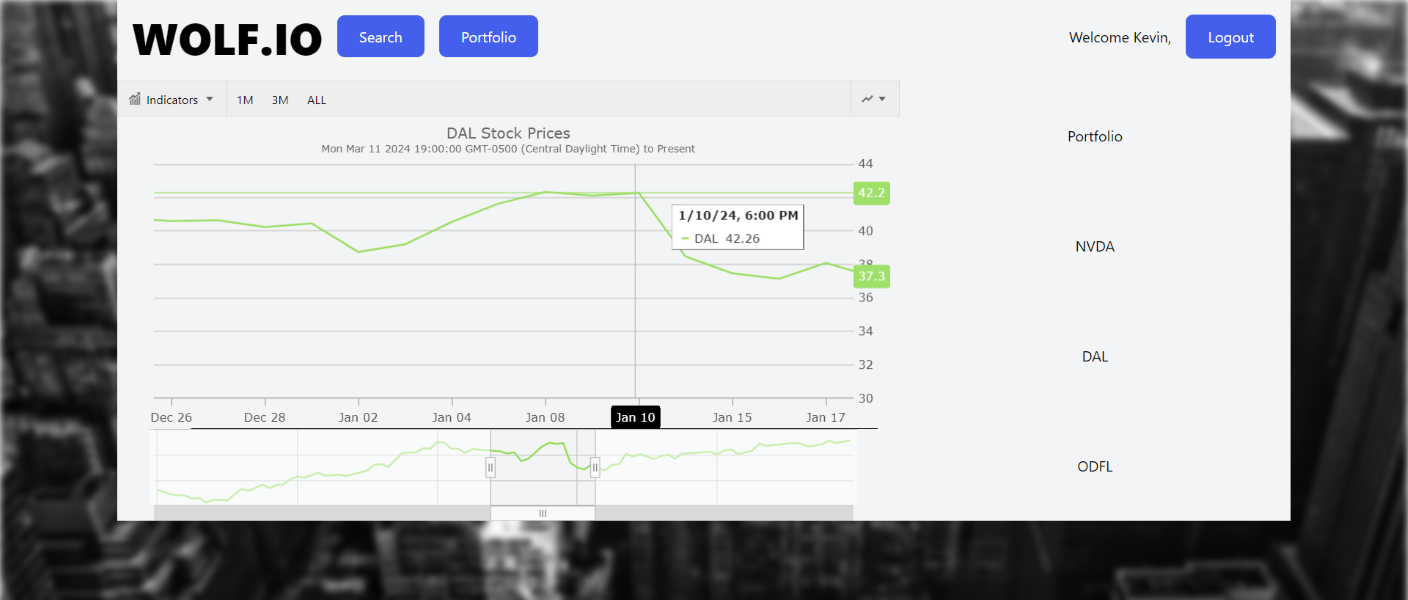 WOLF.IO
Search
Portfolio
Welcome Kevin,
Logout
Indicators
1M
3M
ALL
DAL Stock Prices
Mon Mar 11 2024 19:00:00 GMT-0500 (Central Daylight Time) to Present
44
42.2
40
38
37.3
36
34
32
30
1/10/24, 6:00 PM
DAL 42.26
Dec 26
Dec 28
Jan 02
Jan 04
Jan 08
Jan 10
Jan 15
Jan 17
Portfolio
NVDA
DAL
ODFL